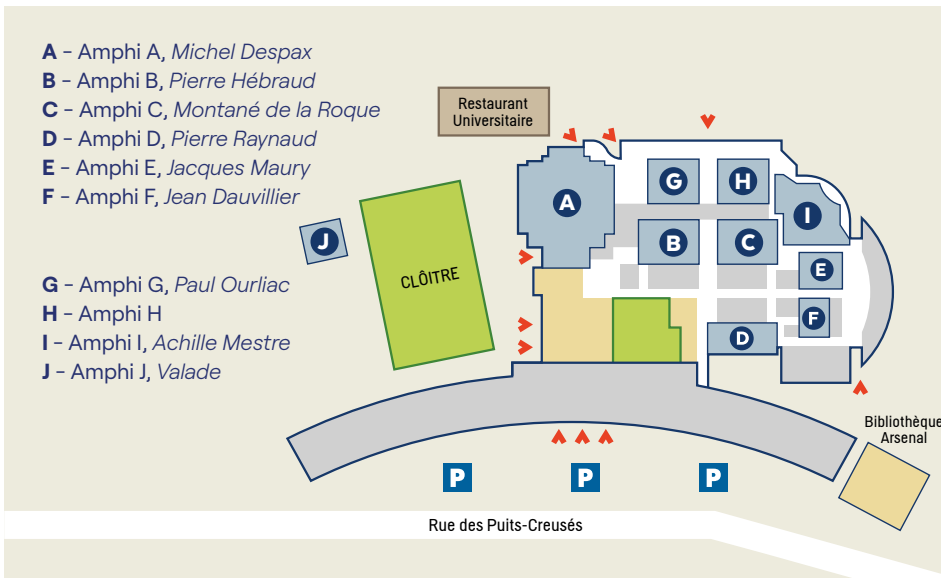 A - Amphi A, Michel Despax
B - Amphi B, Pierre Hébraud
C - Amphi C, Montané de la Roque
D - Amphi D, Pierre Raynaud
E - Amphi E, Jacques Maury
F - Amphi F, Jean Dauvillier
G - Amphi G, Paul Ourliac
H - Amphi H
I - Amphi I, Achille Mestre
J - Amphi J, Valade
Restaurant
Universitaire
A
G
H
I
J
B
C
E
CLOÎTRE
F
D
Bibliothèque
Arsenal
P
P
P
Rue des Puits-Creusés